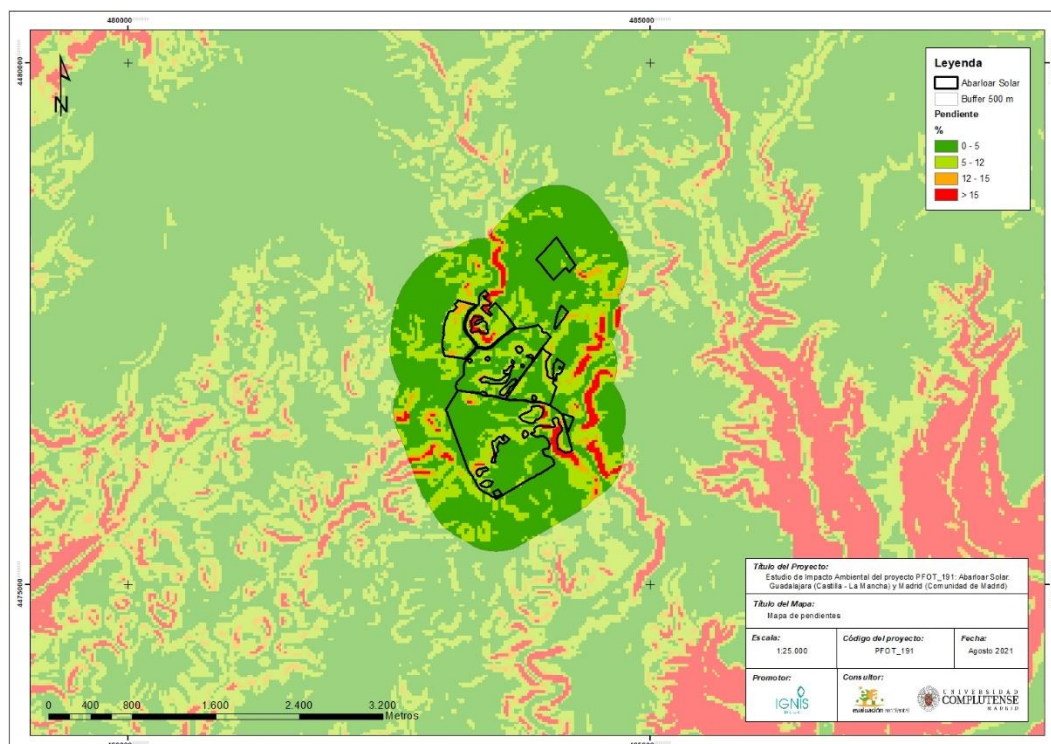 480000
485000
4480000
4475000
N
Leyenda
Abarloar Solar
Buffer 500 m
Pendiente
%
0 - 5
5 - 12
12 - 15
> 15
Título del Proyecto:
Estudio de Impacto Ambiental del proyecto PFOT_191: Abarloar Solar.
Guadalajara (Castilla - La Mancha) y Madrid (Comunidad de Madrid)
Título del Mapa:
Mapa de pendientes
Escala:
1:25.000
Código del proyecto:
PFOT_191
Fecha:
Agosto 2021
Promotor:
IGNIS
Consultor:
evaluación ambiental
UNIVERSIDAD
COMPLUTENSE
MADRID
0 400 800 1.600 2.400 3.200
Metros